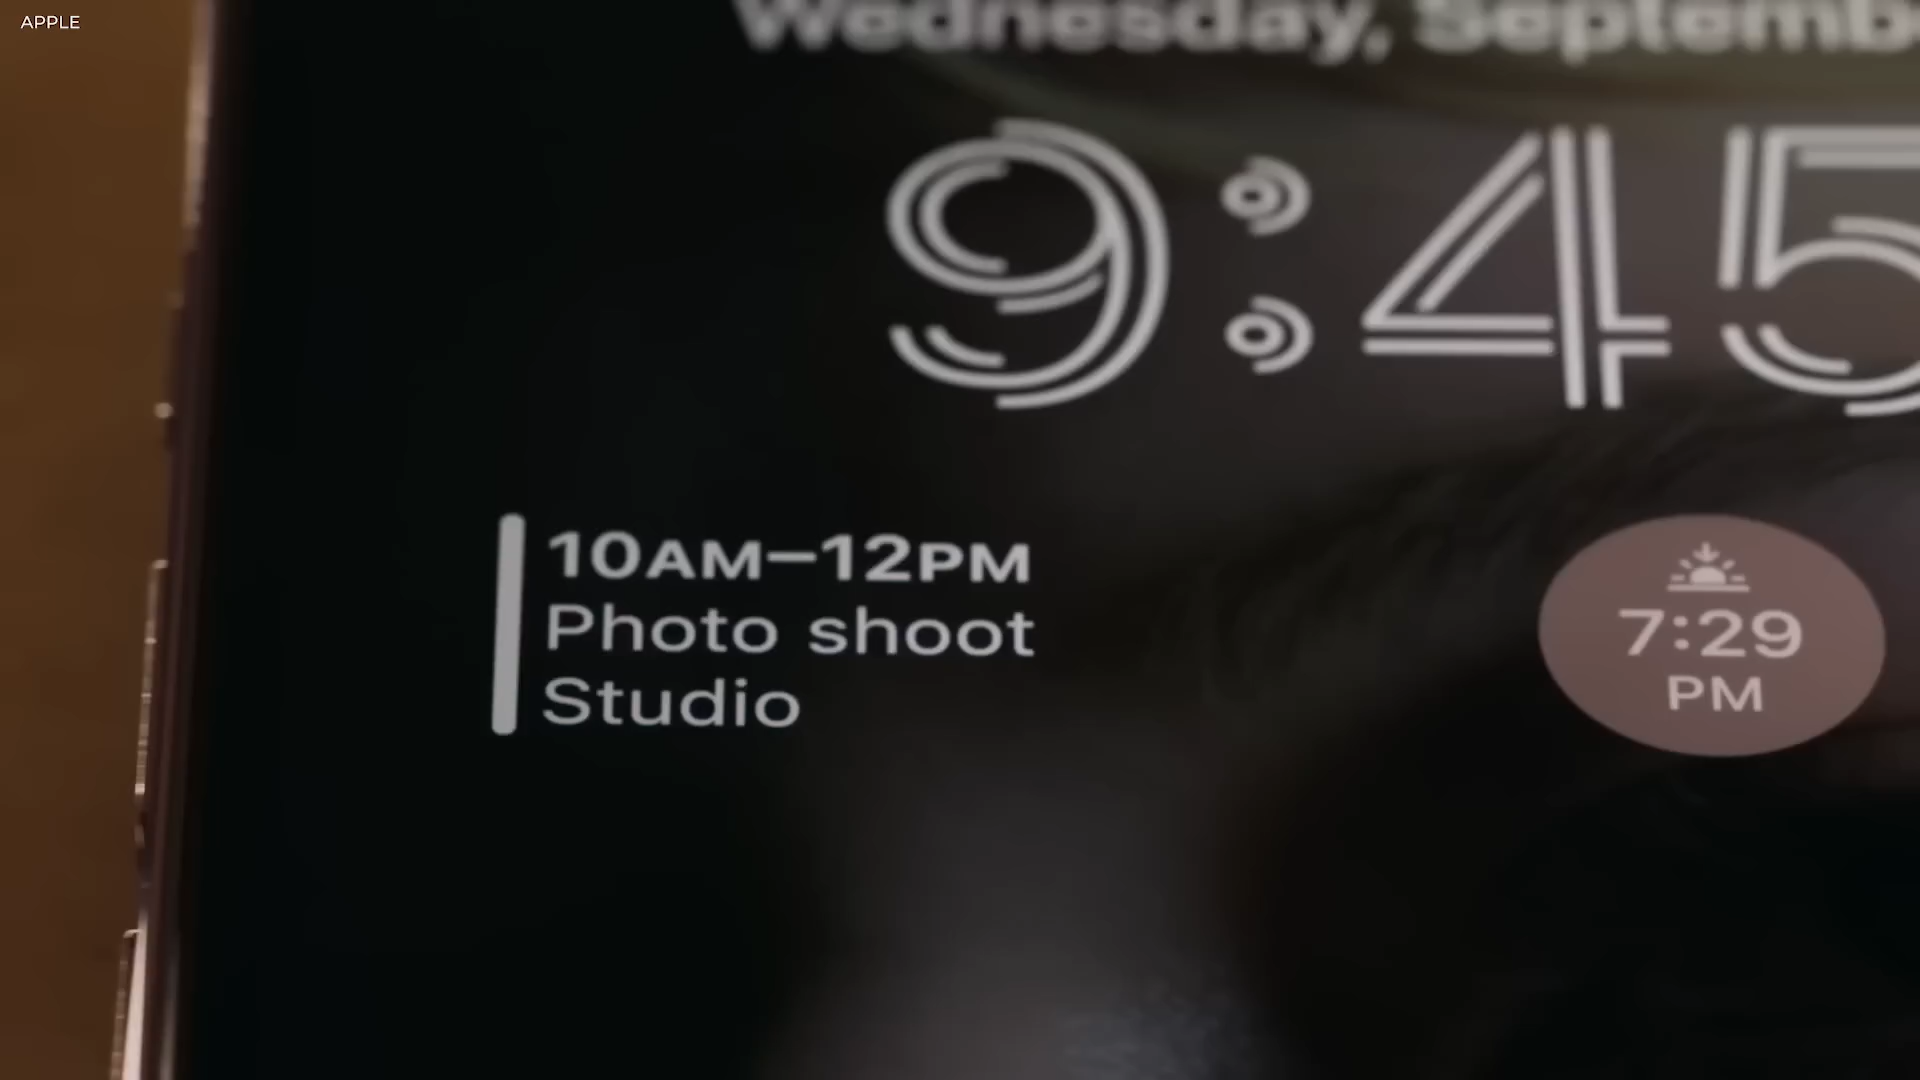 APPLE
Wednesday, Septemb
9:45
10AM–12PM
Photo shoot
Studio
7:29
PM